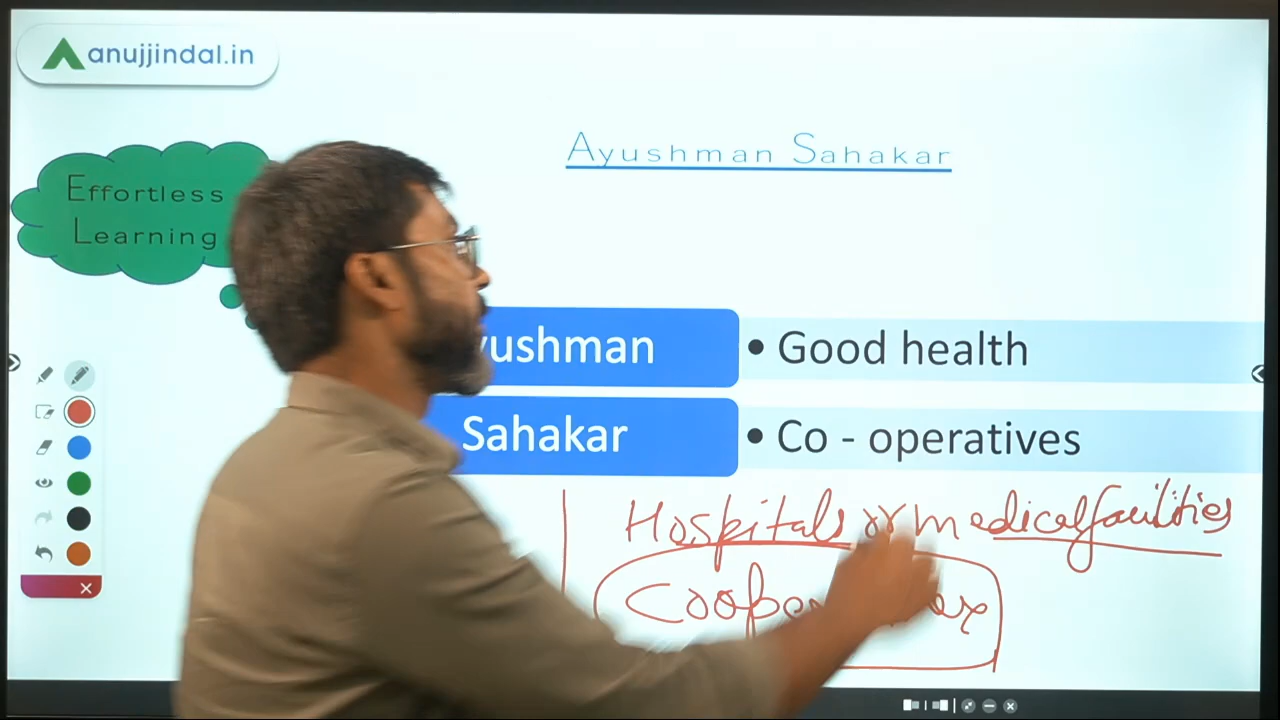 anujjindal.in
Ayushman Sahakar
Effortless
Learning
yushman
• Good health
Sahakar
• Co - operatives
Hospitals or medical facilities